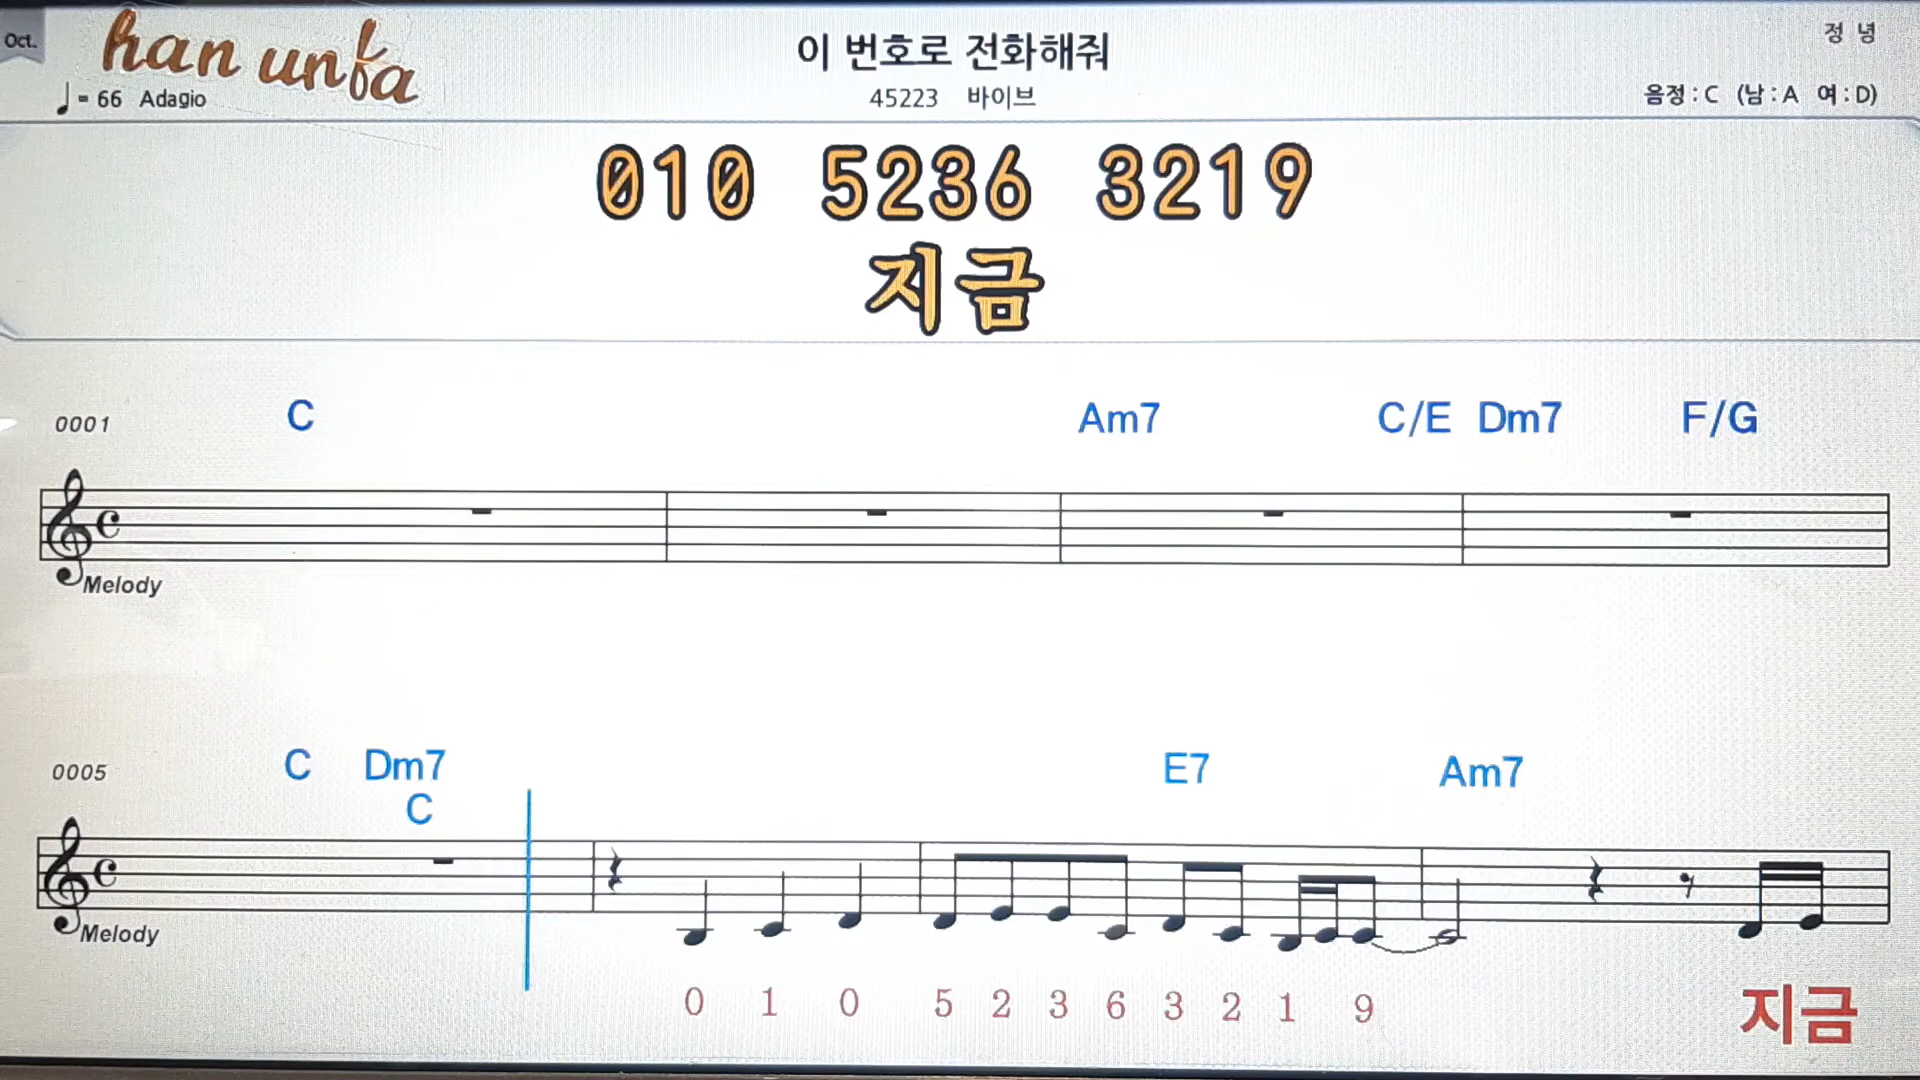 Oct.
han unfa
이 번호로 전화해줘
정 녕
♩= 66 Adagio
45223 바이브
음정 : C (남 : A 여 : D)
010 5236 3219
지금
0001 C Am7 C/E Dm7 F/G
Melody
0005 C Dm7 E7 Am7
C
Melody
0 1 0 5 2 3 6 3 2 1 9 지금